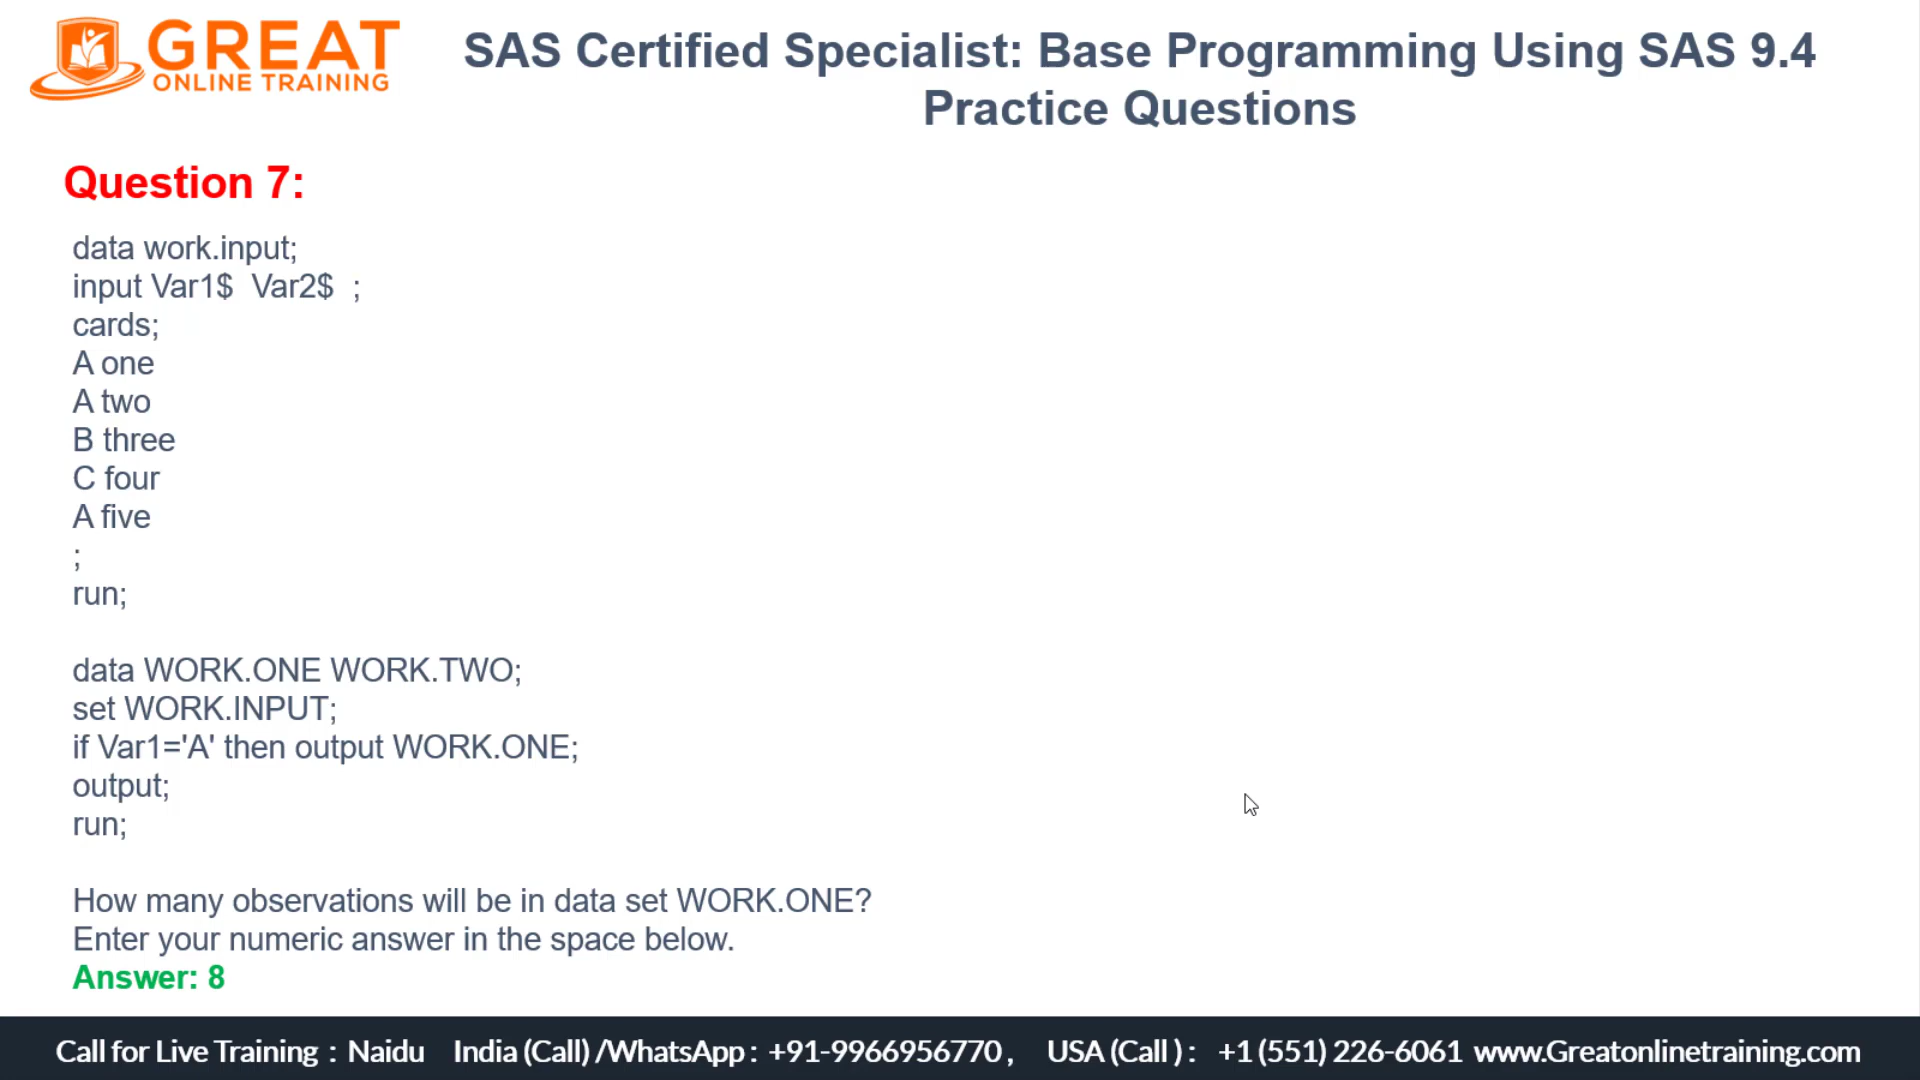 GREAT
ONLINE TRAINING
SAS Certified Specialist: Base Programming Using SAS 9.4
Practice Questions
Question 7:
data work.input;
input Var1$  Var2$  ;
cards;
A one
A two
B three
C four
A five
;
run;
data WORK.ONE WORK.TWO;
set WORK.INPUT;
if Var1='A' then output WORK.ONE;
output;
run;
How many observations will be in data set WORK.ONE?
Enter your numeric answer in the space below.
Answer: 8
Call for Live Training : Naidu India (Call) /WhatsApp : +91-9966956770 , USA (Call ) : +1 (551) 226-6061 www.Greatonlinetraining.com